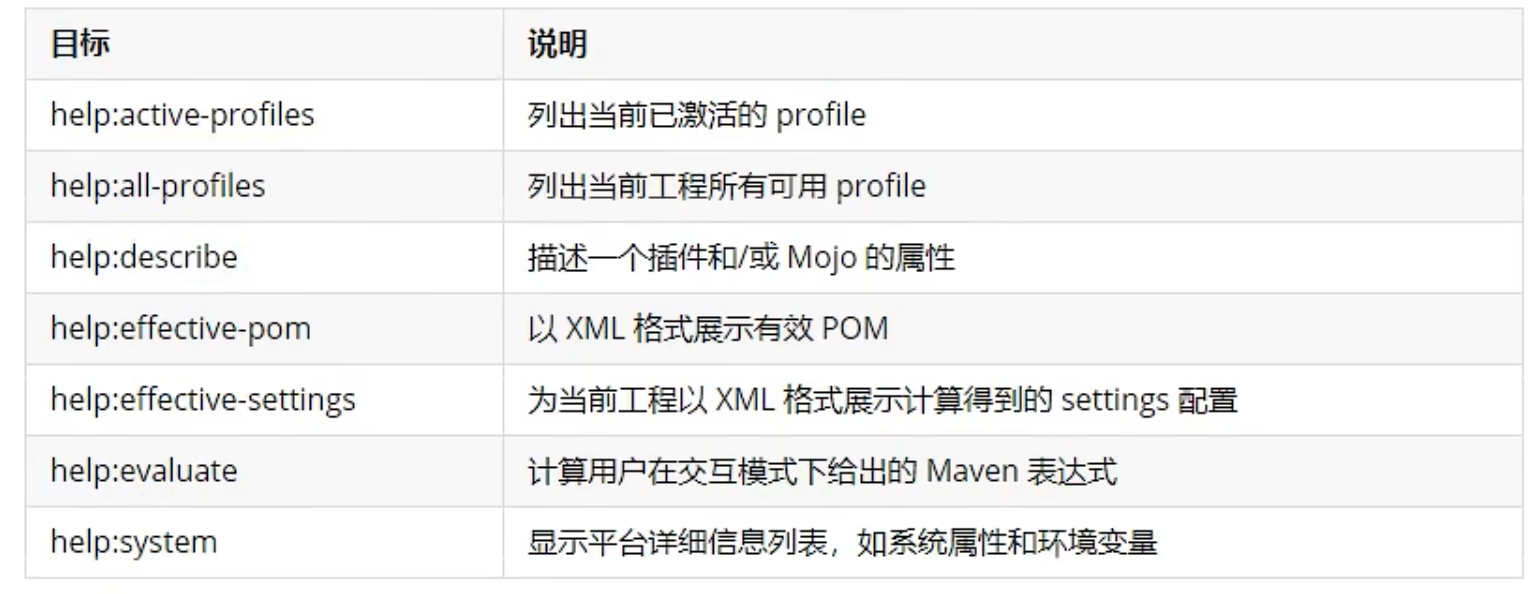 目标 说明
help:active-profiles 列出当前已激活的 profile
help:all-profiles 列出当前工程所有可用 profile
help:describe 描述一个插件和/或 Mojo 的属性
help:effective-pom 以 XML 格式展示有效 POM
help:effective-settings 为当前工程以 XML 格式展示计算得到的 settings 配置
help:evaluate 计算用户在交互模式下给出的 Maven 表达式
help:system 显示平台详细信息列表，如系统属性和环境变量